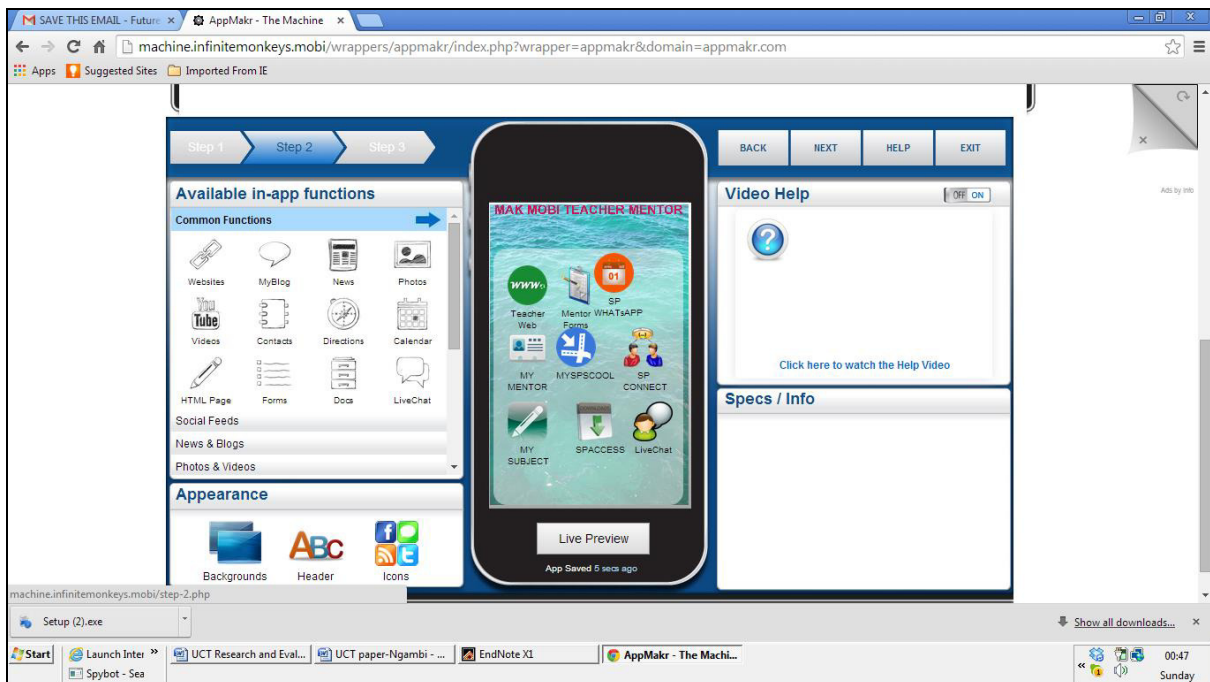 SAVE THIS EMAIL - Future
AppMakr - The Machine
machine.infinitemonkeys.mobi/wrappers/appmakr/index.php?wrapper=appmakr&domain=appmakr.com
Apps Suggested Sites Imported From IE
Step 1 Step 2 Step 3
BACK NEXT HELP EXIT
Available in-app functions
Common Functions
Websites MyBlog News Photos
You
Tube
Videos Contacts Directions Calendar
HTML Page Forms Docs LiveChat
Social Feeds
News & Blogs
Photos & Videos
Appearance
ABC
Backgrounds Header Icons
MAK MOBI TEACHER MENTOR
www.
01
Teacher Web
Mentor Forms
SP WHATsAPP
MY MENTOR
MYSPSCOOL
SP CONNECT
MY SUBJECT
SPACCESS
LiveChat
Live Preview
App Saved 5 secs ago
Video Help
OFF ON
?
Click here to watch the Help Video
Specs / Info
Ads by Info
machine.infinitemonkeys.mobi/step-2.php
Setup (2).exe
Show all downloads...
Start
Launch Inter
Spybot - Sea
UCT Research and Eval...
UCT paper-Ngambi - ...
EndNote X1
AppMakr - The Machi...
00:47
Sunday